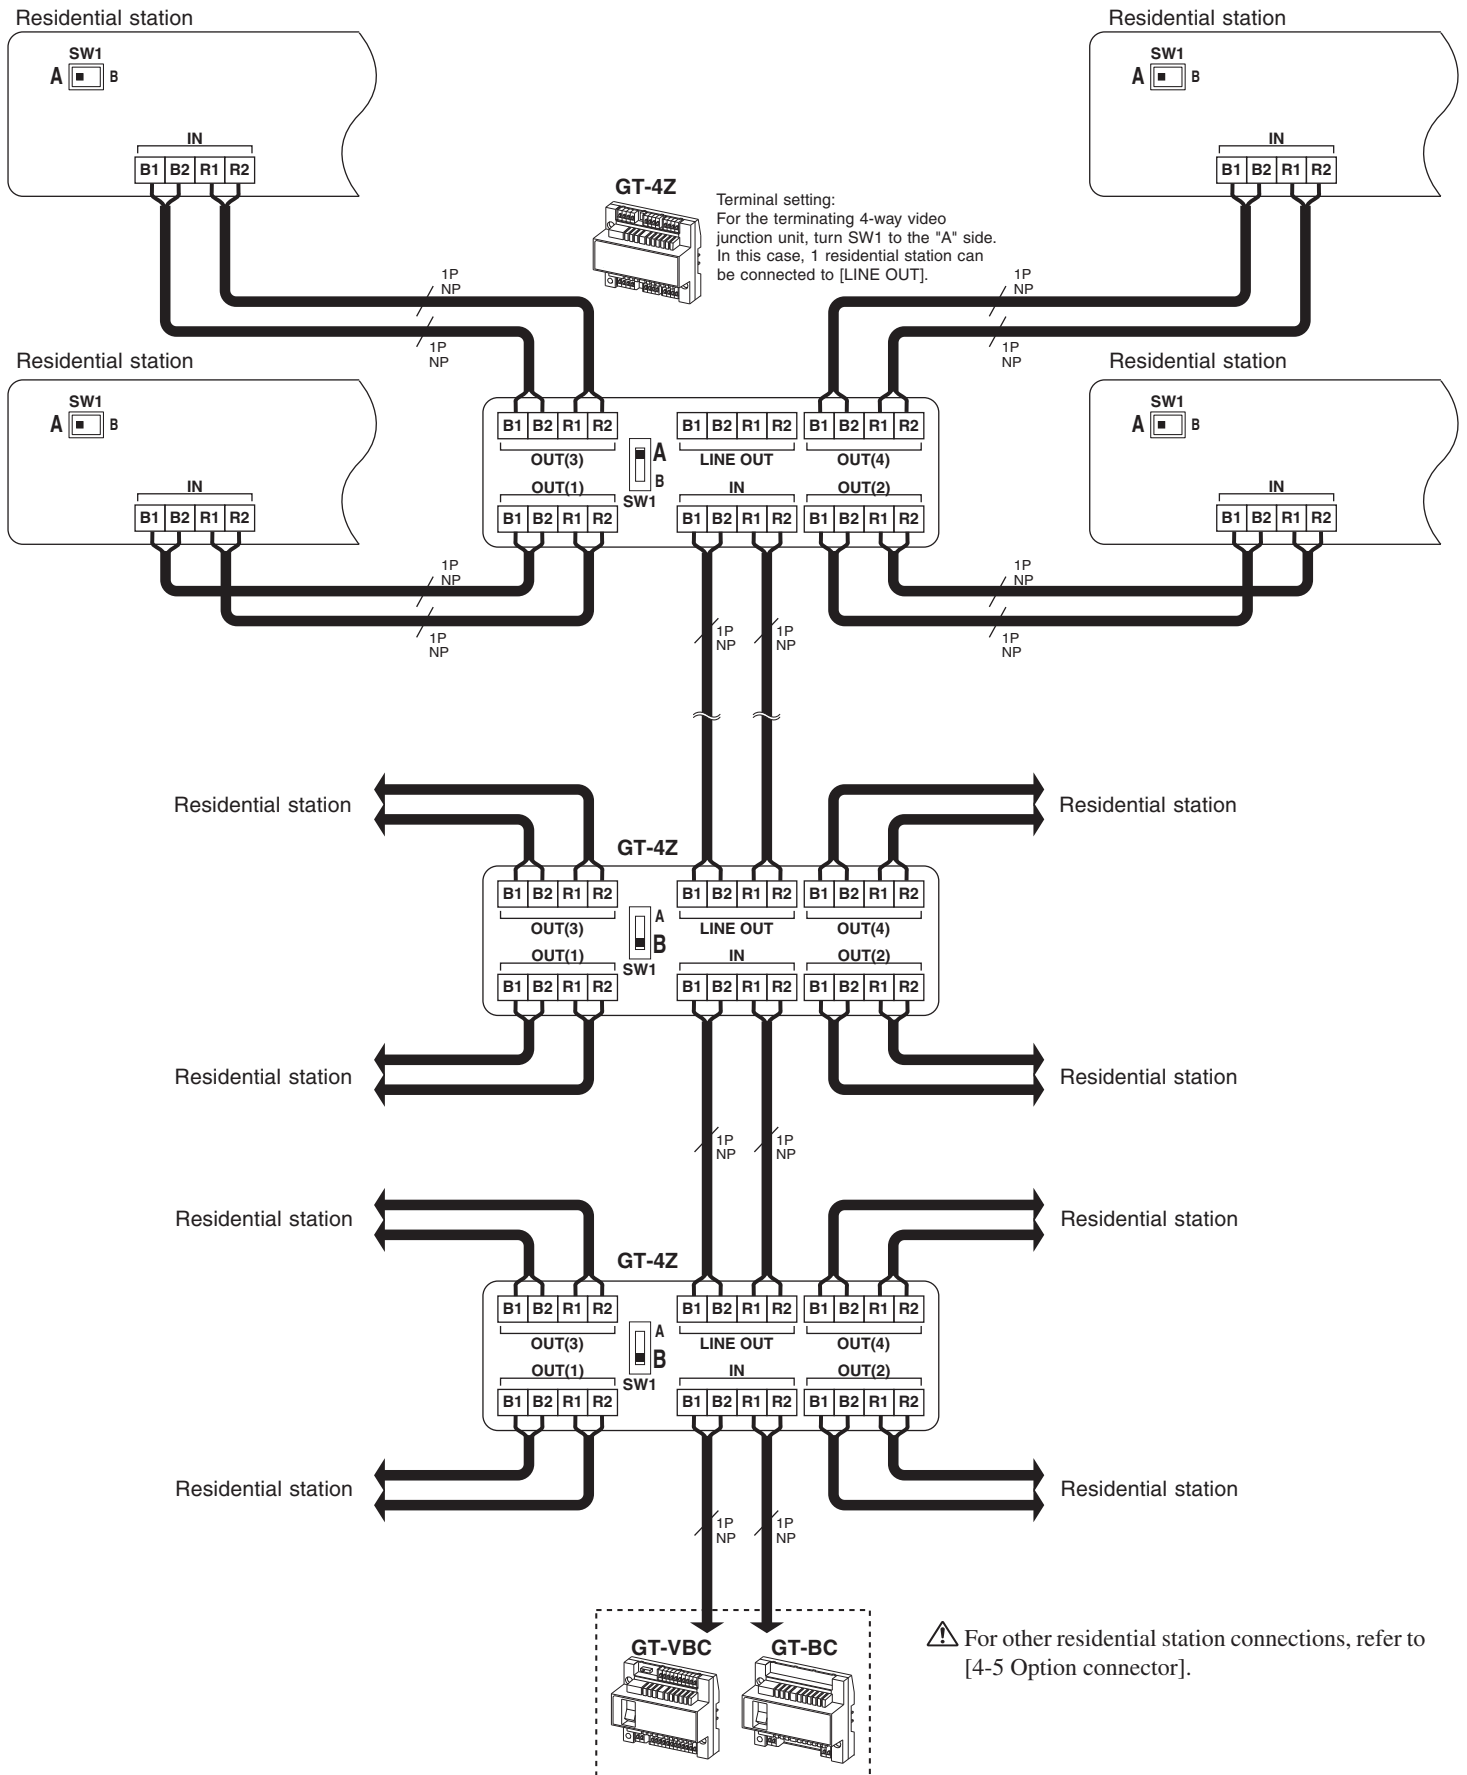 Residential station
Residential station
SW1
A B
IN
B1 B2 R1 R2
SW1
A B
IN
B1 B2 R1 R2
GT-4Z
Terminal setting:
For the terminating 4-way video
junction unit, turn SW1 to the "A" side.
In this case, 1 residential station can
be connected to [LINE OUT].
1P
NP
1P
NP
1P
NP
1P
NP
Residential station
Residential station
SW1
A B
IN
B1 B2 R1 R2
SW1
A B
IN
B1 B2 R1 R2
B1 B2 R1 R2
OUT(3)
B1 B2 R1 R2
LINE OUT
B1 B2 R1 R2
OUT(4)
A
B
SW1
OUT(1)
B1 B2 R1 R2
IN
B1 B2 R1 R2
OUT(2)
B1 B2 R1 R2
1P
NP
1P
NP
1P
NP
1P
NP
1P
NP
1P
NP
Residential station
Residential station
GT-4Z
B1 B2 R1 R2
OUT(3)
B1 B2 R1 R2
LINE OUT
B1 B2 R1 R2
OUT(4)
A
B
SW1
OUT(1)
B1 B2 R1 R2
IN
B1 B2 R1 R2
OUT(2)
B1 B2 R1 R2
Residential station
Residential station
1P
NP
1P
NP
Residential station
Residential station
GT-4Z
B1 B2 R1 R2
OUT(3)
B1 B2 R1 R2
LINE OUT
B1 B2 R1 R2
OUT(4)
A
B
SW1
OUT(1)
B1 B2 R1 R2
IN
B1 B2 R1 R2
OUT(2)
B1 B2 R1 R2
Residential station
Residential station
1P
NP
1P
NP
GT-VBC
GT-BC
For other residential station connections, refer to
[4-5 Option connector].